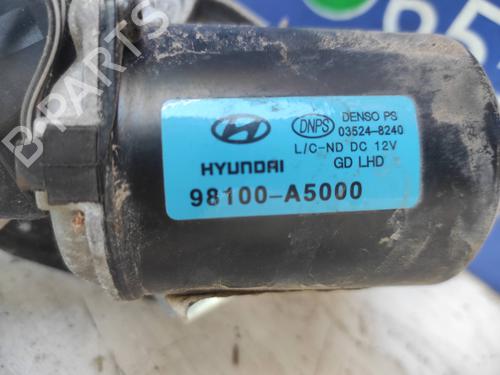 DNPS
DENSO PS
03524-8240
L/C-ND DC 12V
HYUNDAI
GD LHD
98100-A5000
B-PARTS